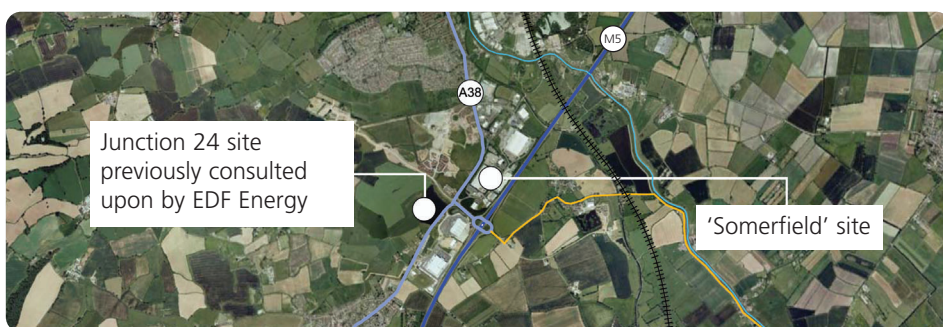 M5
A38
Junction 24 site
previously consulted
upon by EDF Energy
'Somerfield' site